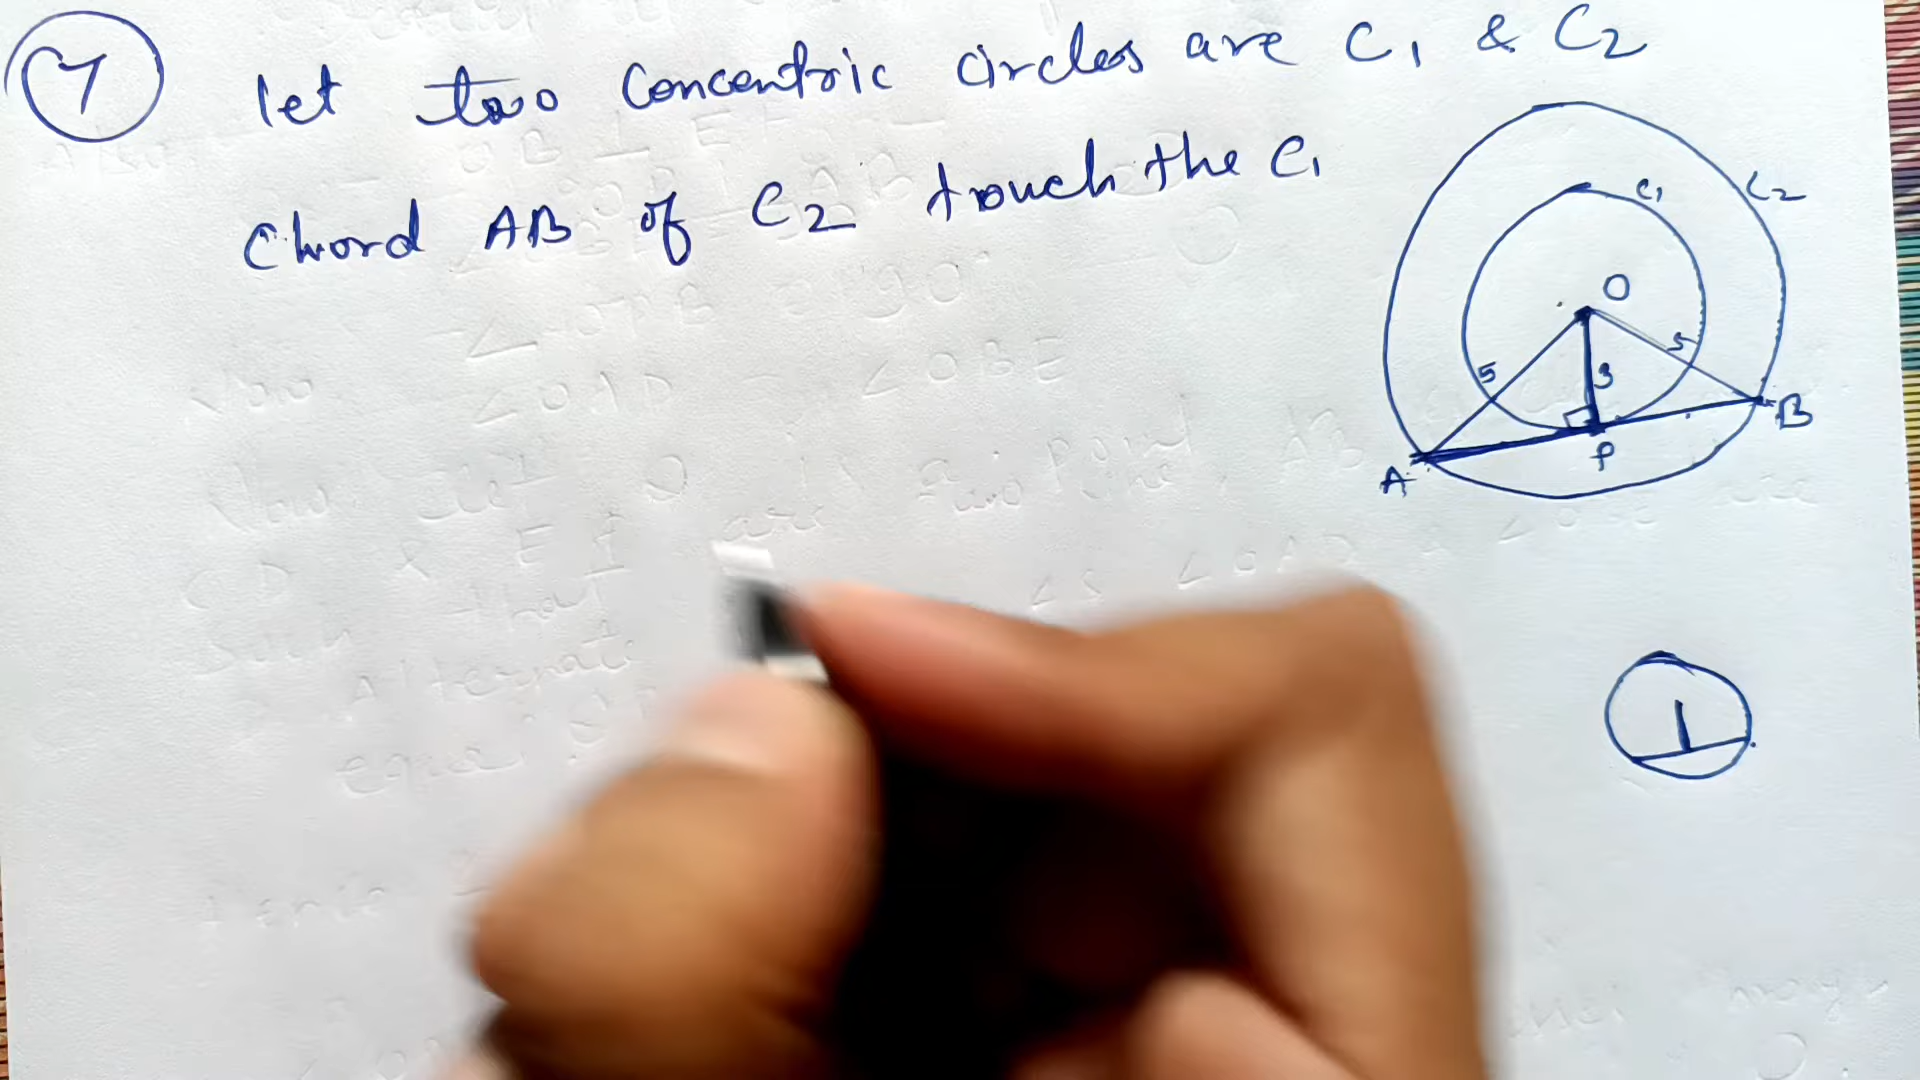 7
let two Concentric Circles are C1 & C2
Chord AB of C2 touch the C1
C1
C2
O
5
5
3
B
P
A